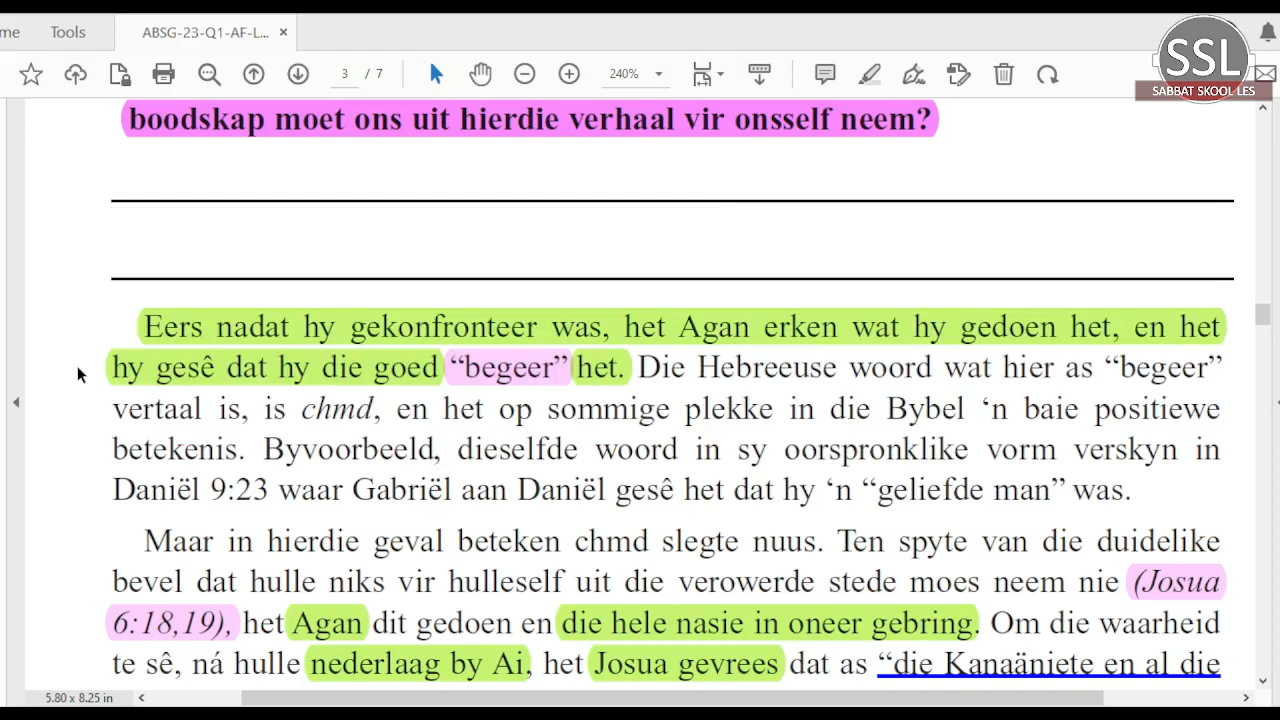 me
Tools
ABSG-23-Q1-AF-L... ×
3 / 7
240%
SSL
SABBAT SKOOL LES
boodskap moet ons uit hierdie verhaal vir onsself neem?
Eers nadat hy gekonfronteer was, het Agan erken wat hy gedoen het, en het
hy gesê dat hy die goed “begeer” het. Die Hebreeuse woord wat hier as “begeer”
vertaal is, is chmd, en het op sommige plekke in die Bybel ‘n baie positiewe
betekenis. Byvoorbeeld, dieselfde woord in sy oorspronklike vorm verskyn in
Daniël 9:23 waar Gabriël aan Daniël gesê het dat hy ‘n “geliefde man” was.
Maar in hierdie geval beteken chmd slegte nuus. Ten spyte van die duidelike
bevel dat hulle niks vir hulleself uit die verowerde stede moes neem nie (Josua
6:18,19), het Agan dit gedoen en die hele nasie in oneer gebring. Om die waarheid
te sê, ná hulle nederlaag by Ai, het Josua gevrees dat as “die Kanaäniete en al die
5.80 x 8.25 in